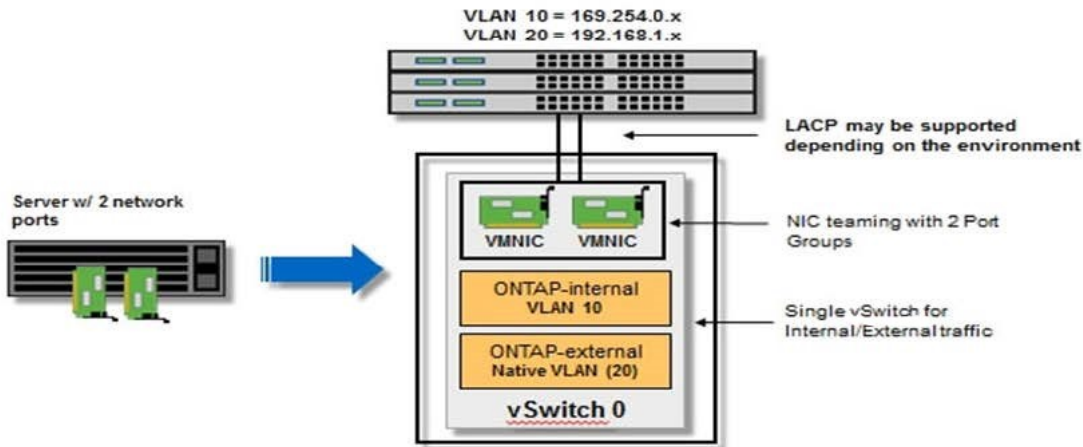 VLAN 10 = 169.254.0.x
VLAN 20 = 192.168.1.x
LACP may be supported
depending on the environment
Server w/ 2 network
ports
VMNIC
VMNIC
NIC teaming with 2 Port
Groups
ONTAP-internal
VLAN 10
Single vSwitch for
Internal/External traffic
ONTAP-external
Native VLAN (20)
vSwitch 0